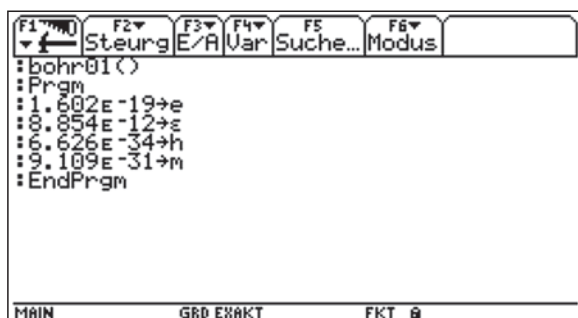 F1 F2 F3 F4 F5 F6
Steurg E/A Var Suche… Modus
:bohr01()
:Prgm
:1.602ᴇ⁻19→e
:8.854ᴇ⁻12→ε
:6.626ᴇ⁻34→h
:9.109ᴇ⁻31→m
:EndPrgm
MAIN GRD EXAKT FKT